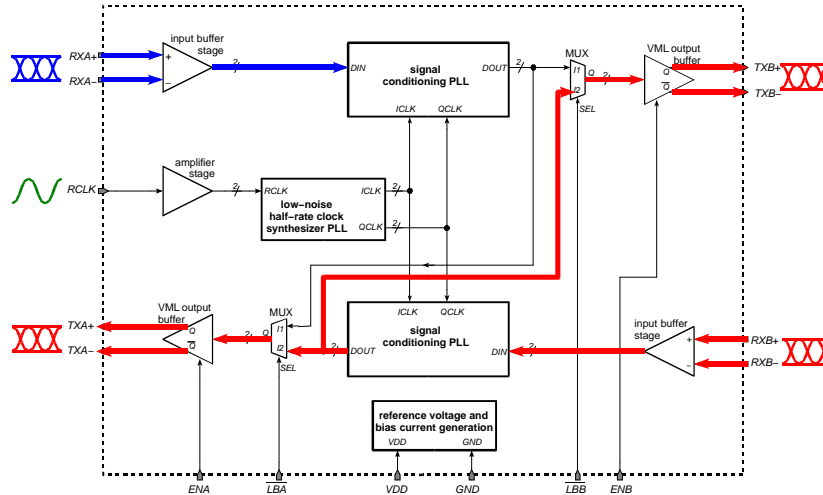 input buffer
stage
RXA+
RXA−
+
−
2
DIN
signal
conditioning PLL
DOUT
ICLK
QCLK
2
MUX
I1
I2
Q
SEL
2
VML output
buffer
Q
Q
TXB+
TXB−
RCLK
amplifier
stage
2
RCLK
ICLK
low−noise
half−rate clock
synthesizer PLL
QCLK
2
2
TXA+
TXA−
VML output
buffer
Q
Q
2
MUX
Q
I1
I2
SEL
2
ICLK
QCLK
signal
conditioning PLL
DOUT
DIN
2
input buffer
stage
+
−
RXB+
RXB−
reference voltage and
bias current generation
VDD
GND
ENA
LBA
VDD
GND
LBB
ENB